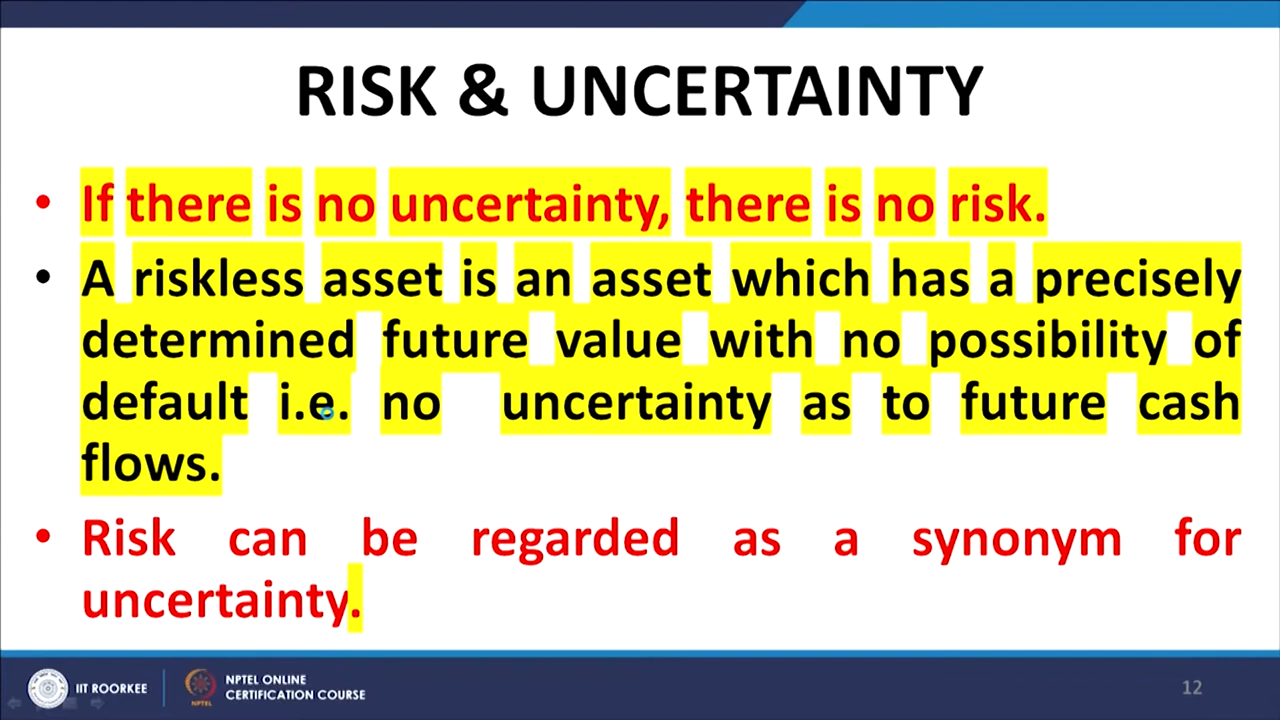 RISK & UNCERTAINTY
• If there is no uncertainty, there is no risk.
• A riskless asset is an asset which has a precisely
determined future value with no possibility of
default i.e. no uncertainty as to future cash
flows.
• Risk can be regarded as a synonym for
uncertainty.
IIT ROORKEE
NPTEL
NPTEL ONLINE
CERTIFICATION COURSE
12